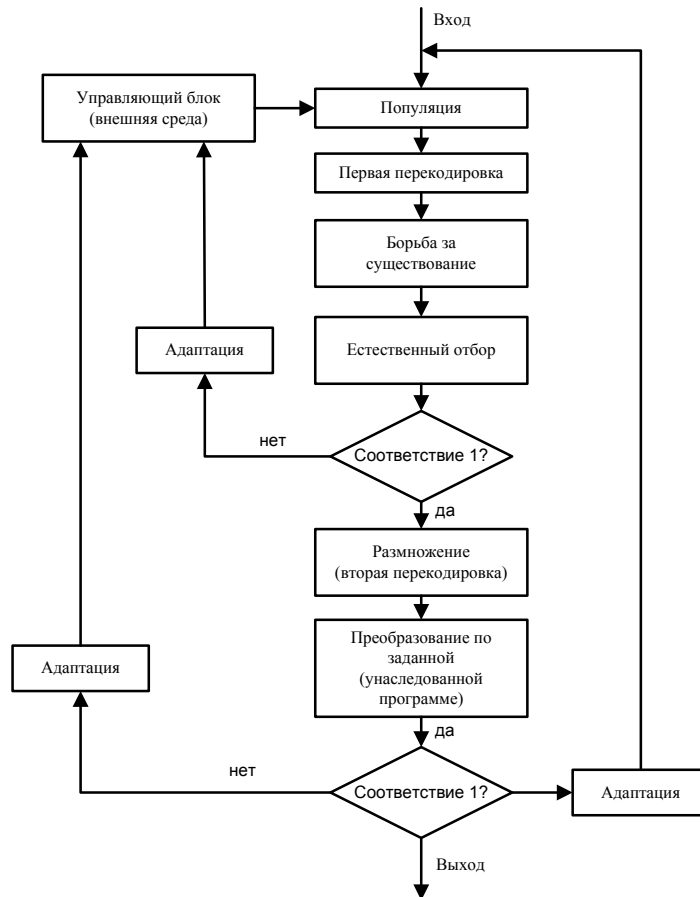 Вход
Управляющий блок
(внешняя среда)
Популяция
Первая перекодировка
Борьба за
существование
Адаптация
Естественный отбор
нет
Соответствие 1?
да
Размножение
(вторая перекодировка)
Преобразование по
заданной
(унаследованной
программе)
Адаптация
да
нет
Соответствие 1?
Адаптация
Выход